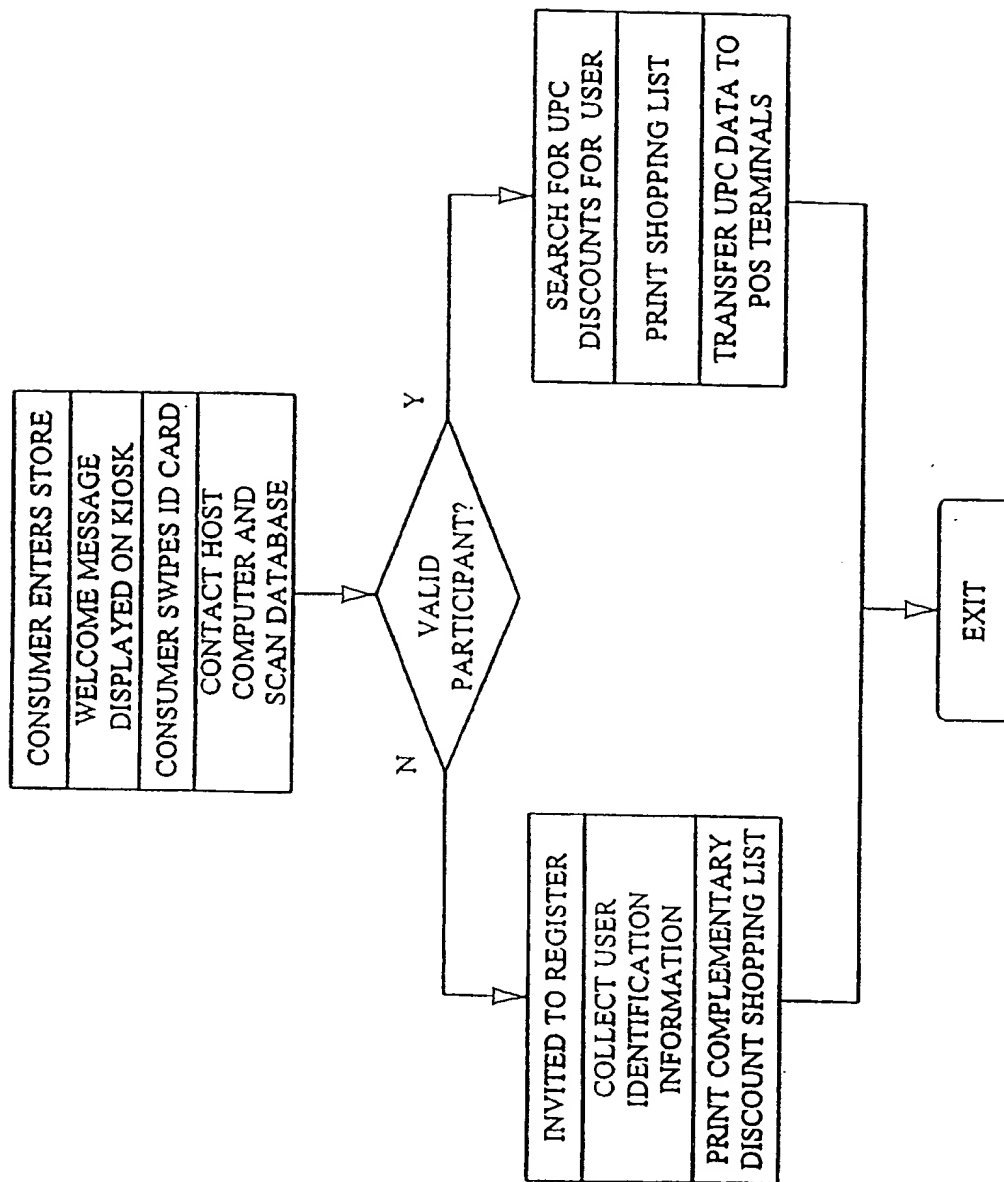 CONSUMER ENTERS STORE
WELCOME MESSAGE
DISPLAYED ON KIOSK
CONSUMER SWIPES ID CARD
CONTACT HOST
COMPUTER AND
SCAN DATABASE
VALID
PARTICIPANT?
N
Y
INVITED TO REGISTER
COLLECT USER
IDENTIFICATION
INFORMATION
PRINT COMPLEMENTARY
DISCOUNT SHOPPING LIST
SEARCH FOR UPC
DISCOUNTS FOR USER
PRINT SHOPPING LIST
TRANSFER UPC DATA TO
POS TERMINALS
EXIT